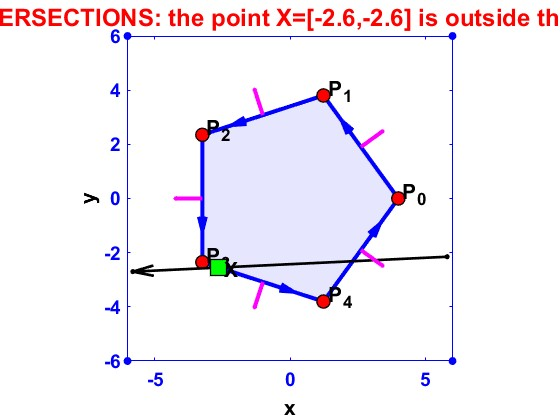 ERSECTIONS: the point X=[-2.6,-2.6] is outside th
6
4
2
0
-2
-4
-6
y
P1
P2
P0
P3
X
P4
-5
0
5
x